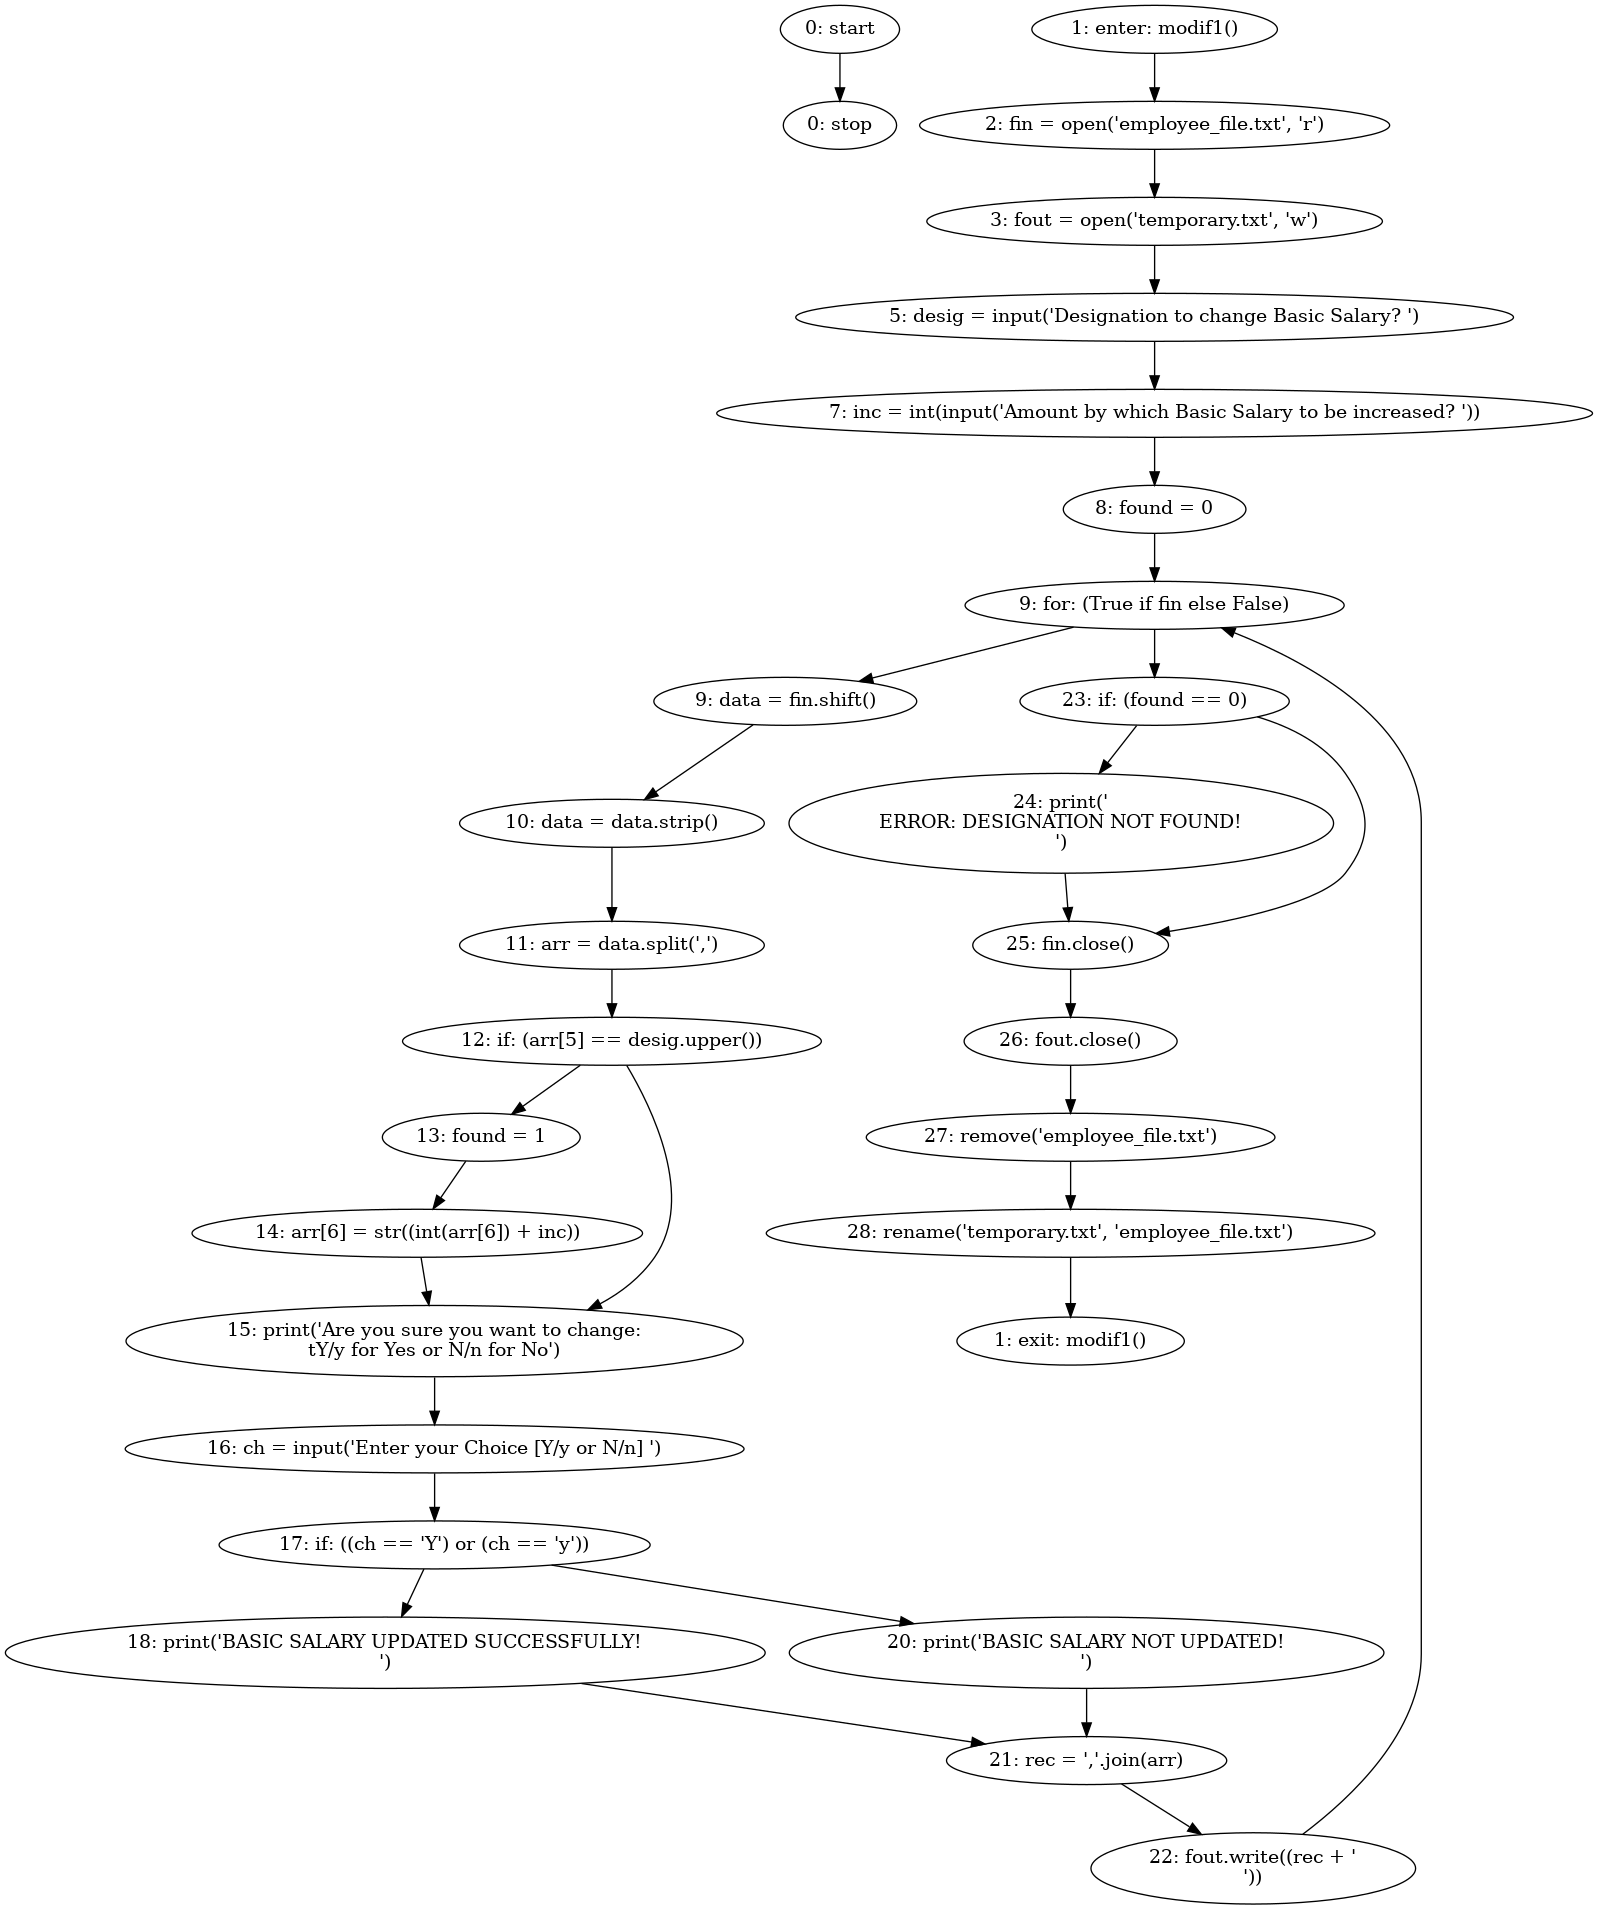 0: start
1: enter: modif1()
0: stop
2: fin = open('employee_file.txt', 'r')
3: fout = open('temporary.txt', 'w')
5: desig = input('Designation to change Basic Salary? ')
7: inc = int(input('Amount by which Basic Salary to be increased? '))
8: found = 0
9: for: (True if fin else False)
9: data = fin.shift()
23: if: (found == 0)
10: data = data.strip()
24: print('
ERROR: DESIGNATION NOT FOUND!
')
11: arr = data.split(',')
25: fin.close()
12: if: (arr[5] == desig.upper())
26: fout.close()
13: found = 1
27: remove('employee_file.txt')
14: arr[6] = str((int(arr[6]) + inc))
28: rename('temporary.txt', 'employee_file.txt')
15: print('Are you sure you want to change:
tY/y for Yes or N/n for No')
1: exit: modif1()
16: ch = input('Enter your Choice [Y/y or N/n] ')
17: if: ((ch == 'Y') or (ch == 'y'))
18: print('BASIC SALARY UPDATED SUCCESSFULLY!
')
20: print('BASIC SALARY NOT UPDATED!
')
21: rec = ','.join(arr)
22: fout.write((rec + '
'))